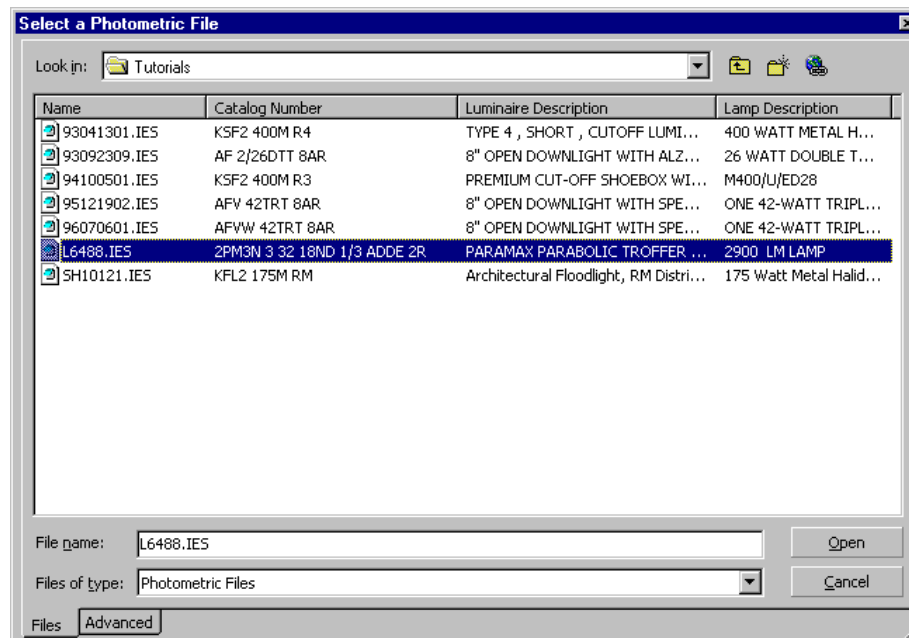 Select a Photometric File
Look in: Tutorials
Name Catalog Number Luminaire Description Lamp Description
93041301.IES KSF2 400M R4 TYPE 4 , SHORT , CUTOFF LUMI... 400 WATT METAL H...
93092309.IES AF 2/26DTT 8AR 8" OPEN DOWNLIGHT WITH ALZ... 26 WATT DOUBLE T...
94100501.IES KSF2 400M R3 PREMIUM CUT-OFF SHOEBOX WI... M400/U/ED28
95121902.IES AFV 42TRT 8AR 8" OPEN DOWNLIGHT WITH SPE... ONE 42-WATT TRIPL...
96070601.IES AFVW 42TRT 8AR 8" OPEN DOWNLIGHT WITH SPE... ONE 42-WATT TRIPL...
L6488.IES 2PM3N 3 32 18ND 1/3 ADDE 2R PARAMAX PARABOLIC TROFFER ... 2900 LM LAMP
SH10121.IES KFL2 175M RM Architectural Floodlight, RM Distri... 175 Watt Metal Halid...
File name: L6488.IES Open
Files of type: Photometric Files Cancel
Files Advanced